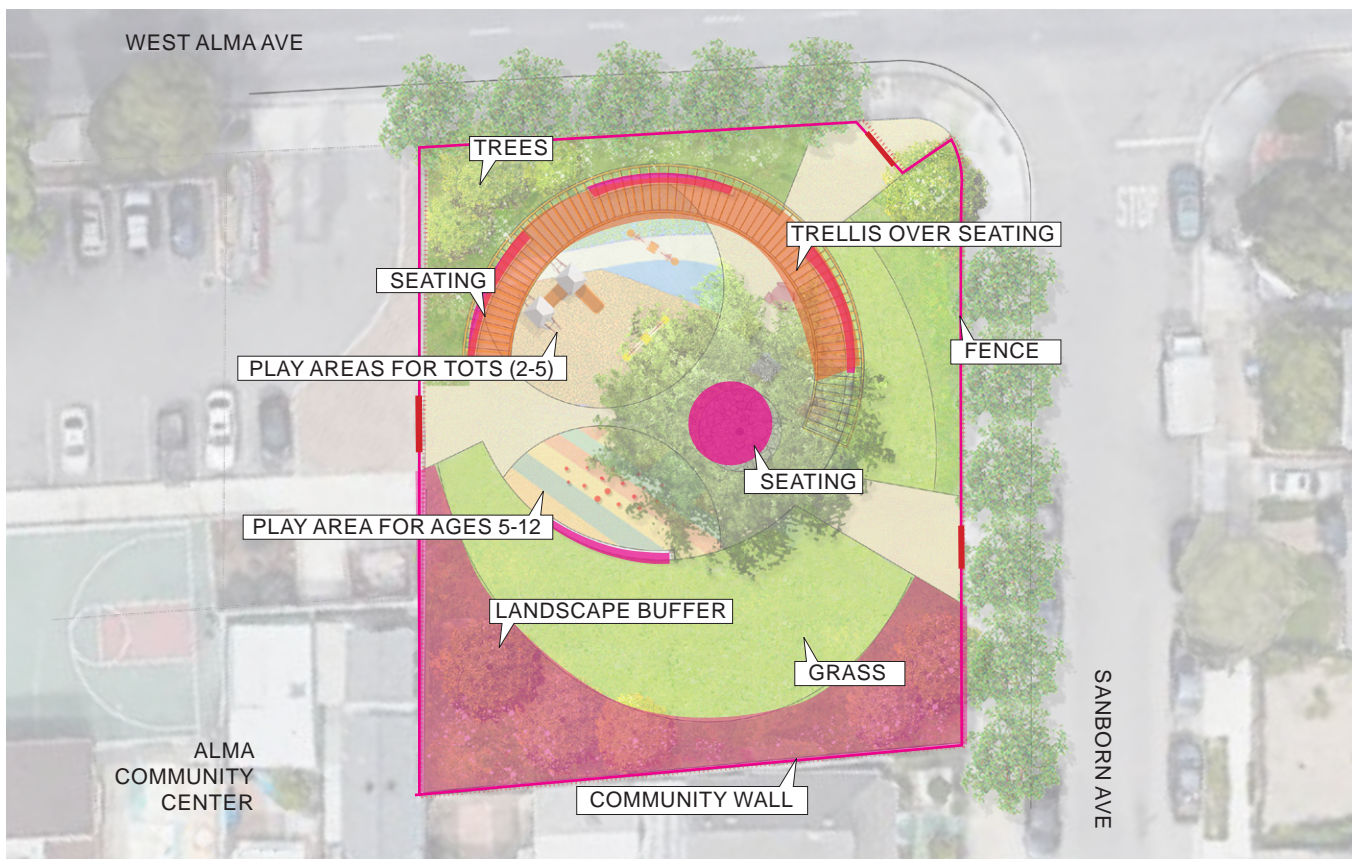 WEST ALMA AVE
TREES
TRELLIS OVER SEATING
SEATING
FENCE
PLAY AREAS FOR TOTS (2-5)
SEATING
PLAY AREA FOR AGES 5-12
LANDSCAPE BUFFER
GRASS
SANBORN AVE
ALMA
COMMUNITY
CENTER
COMMUNITY WALL
STOP